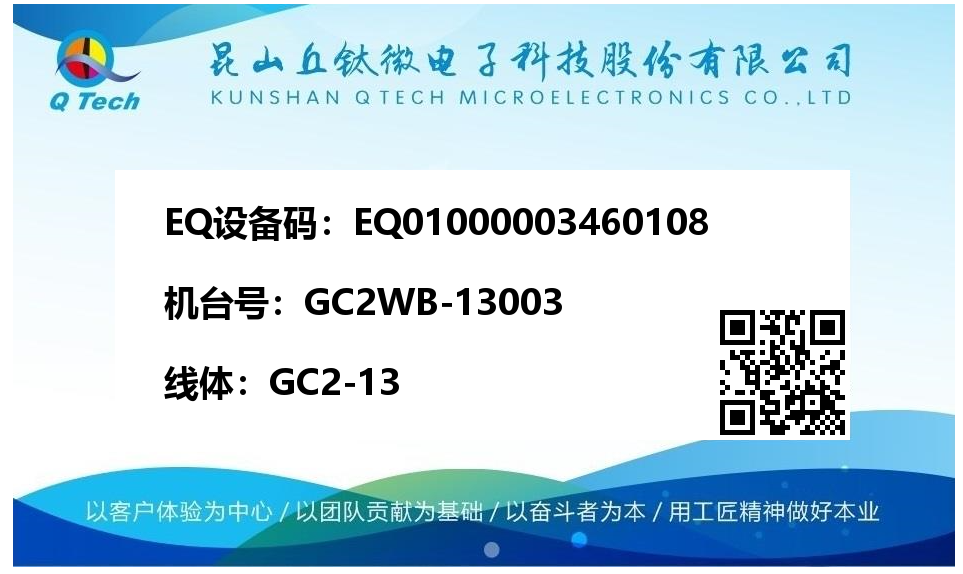 Q Tech
昆山丘钛微电子科技股份有限公司
KUNSHAN Q TECH MICROELECTRONICS CO.,LTD
EQ设备码：EQ01000003460108
机台号：GC2WB-13003
线体：GC2-13
以客户体验为中心 / 以团队贡献为基础 / 以奋斗者为本 / 用工匠精神做好本业